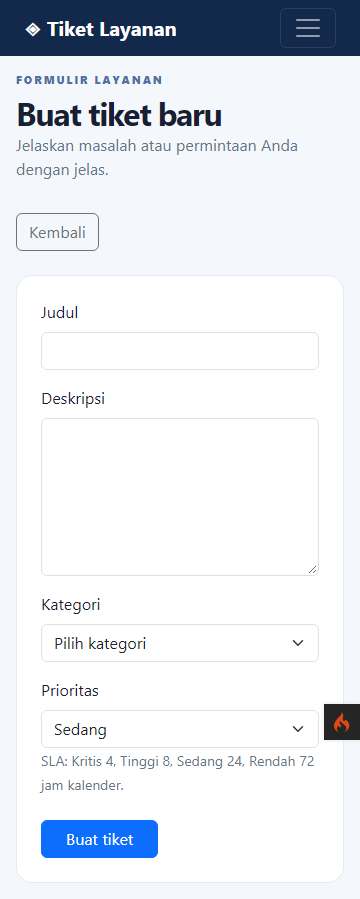 Tiket Layanan
FORMULIR LAYANAN
Buat tiket baru
Jelaskan masalah atau permintaan Anda
dengan jelas.
Kembali
Judul
Deskripsi
Kategori
Pilih kategori
Prioritas
Sedang
SLA: Kritis 4, Tinggi 8, Sedang 24, Rendah 72
jam kalender.
Buat tiket